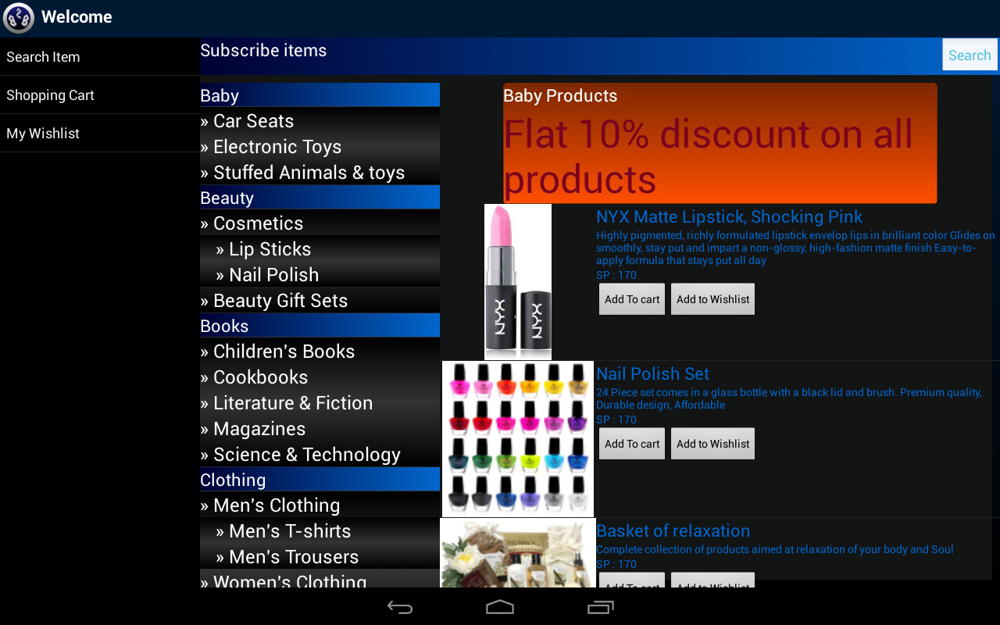 Welcome
Search Item
Shopping Cart
My Wishlist
Subscribe items
Search
Baby
» Car Seats
» Electronic Toys
» Stuffed Animals & toys
Beauty
» Cosmetics
» Lip Sticks
» Nail Polish
» Beauty Gift Sets
Books
» Children's Books
» Cookbooks
» Literature & Fiction
» Magazines
» Science & Technology
Clothing
» Men's Clothing
» Men's T-shirts
» Men's Trousers
» Women's Clothing
Baby Products
Flat 10% discount on all
products
NYX
NYX
NYX Matte Lipstick, Shocking Pink
Highly pigmented, richly formulated lipstick envelop lips in brilliant color Glides on
smoothly, stay put and impart a non-glossy, high-fashion matte finish Easy-to-
apply formula that stays put all day
SP : 170
Add To cart Add to Wishlist
Nail Polish Set
24 Piece set comes in a glass bottle with a black lid and brush. Premium quality,
Durable design, Affordable
SP : 170
Add To cart Add to Wishlist
Basket of relaxation
Complete collection of products aimed at relaxation of your body and Soul
SP : 170
Add To cart Add to Wishlist